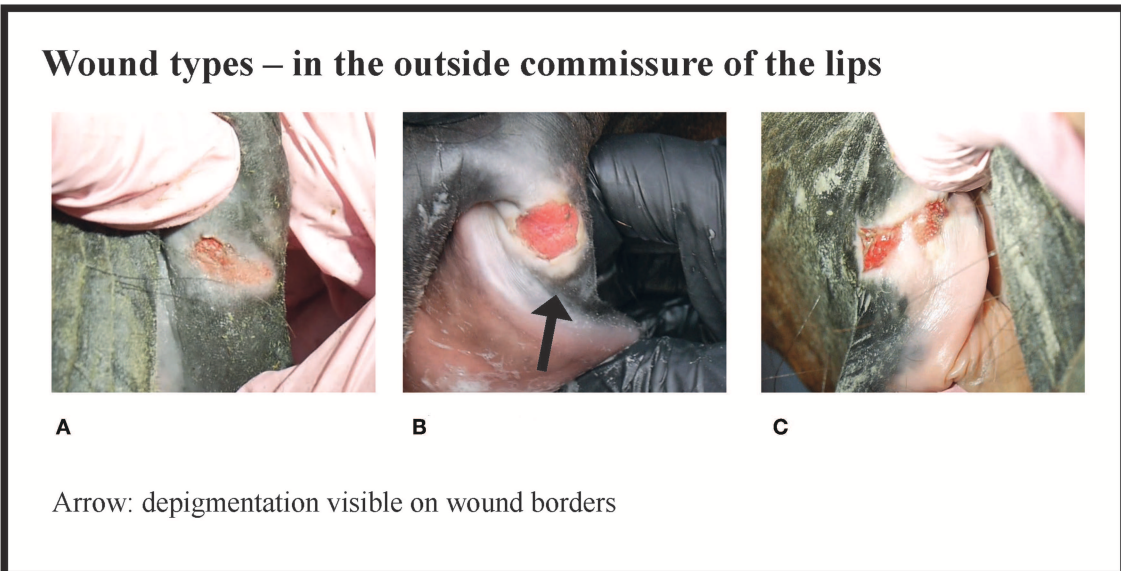 Wound types – in the outside commissure of the lips
A
B
C
Arrow: depigmentation visible on wound borders